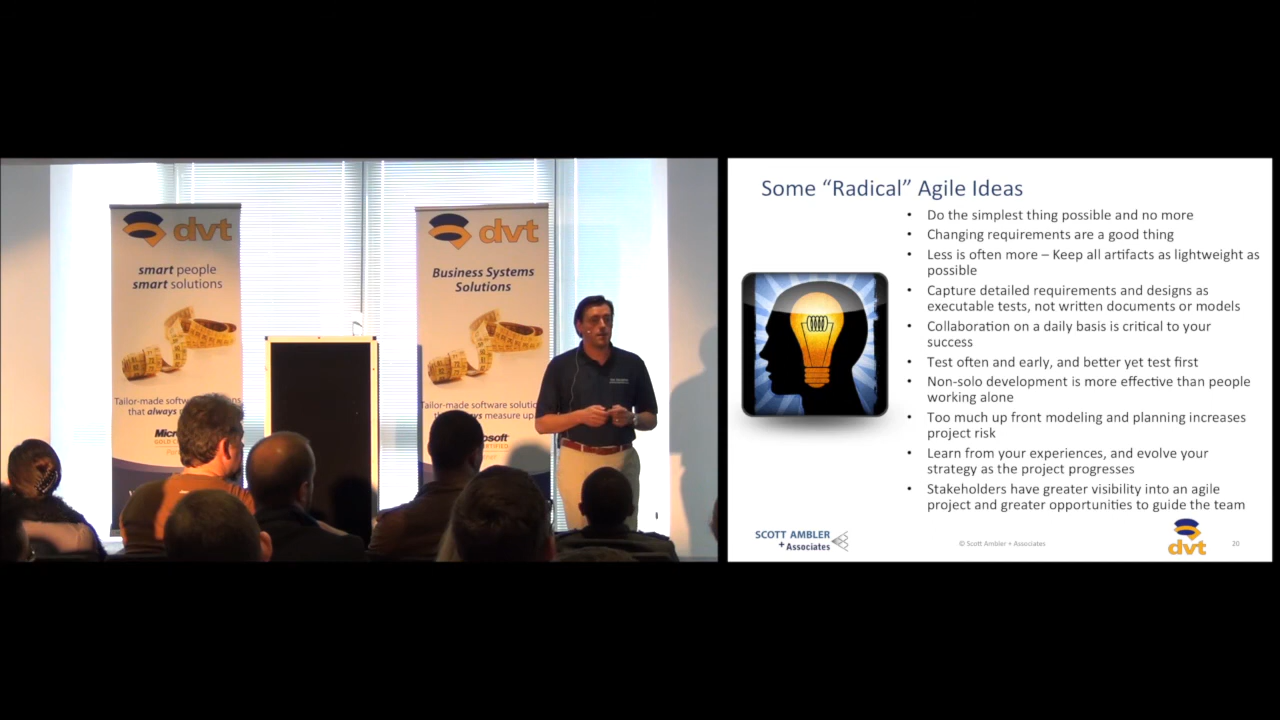 dvt
smart people
smart solutions
Tailor-made software
that always
dvt
Business Systems
Solutions
Tailor-made software
measure up
Some “Radical” Agile Ideas
• Do the simplest thing possible and no more
• Changing requirements are a good thing
• Less is often more – Keep all artifacts as lightweight as
possible
• Capture detailed requirements and designs as
executable tests, not written documents or models
• Collaboration on a daily basis is critical to your
success
• Test often and early, and better yet test first
• Non-solo development is more effective than people
working alone
• Too much up front modeling and planning increases
project risk
• Learn from your experiences, and evolve your
strategy as the project progresses
• Stakeholders have greater visibility into an agile
project and greater opportunities to guide the team
SCOTT AMBLER
+ Associates
© Scott Ambler + Associates
dvt
20